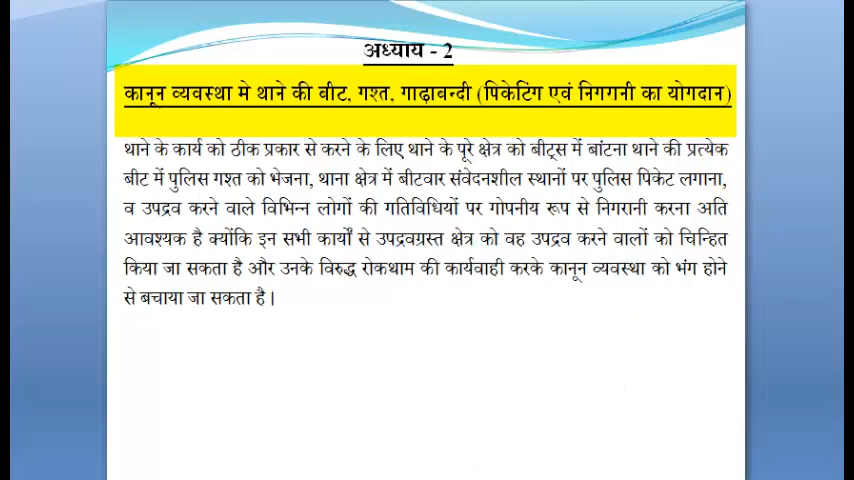 अध्याय - 2
कानून व्यवस्था मे थाने की बीट, गश्त, गाढ़ाबन्दी (पिकेटिंग एवं निगरानी का योगदान)
थाने के कार्य को ठीक प्रकार से करने के लिए थाने के पूरे क्षेत्र को बीट्स में बांटना थाने की प्रत्येक
बीट में पुलिस गश्त को भेजना, थाना क्षेत्र में बीटवार संवेदनशील स्थानों पर पुलिस पिकेट लगाना,
व उपद्रव करने वाले विभिन्न लोगों की गतिविधियों पर गोपनीय रूप से निगरानी करना अति
आवश्यक है क्योंकि इन सभी कार्यों से उपद्रवग्रस्त क्षेत्र को वह उपद्रव करने वालों को चिन्हित
किया जा सकता है और उनके विरुद्ध रोकथाम की कार्यवाही करके कानून व्यवस्था को भंग होने
से बचाया जा सकता है।